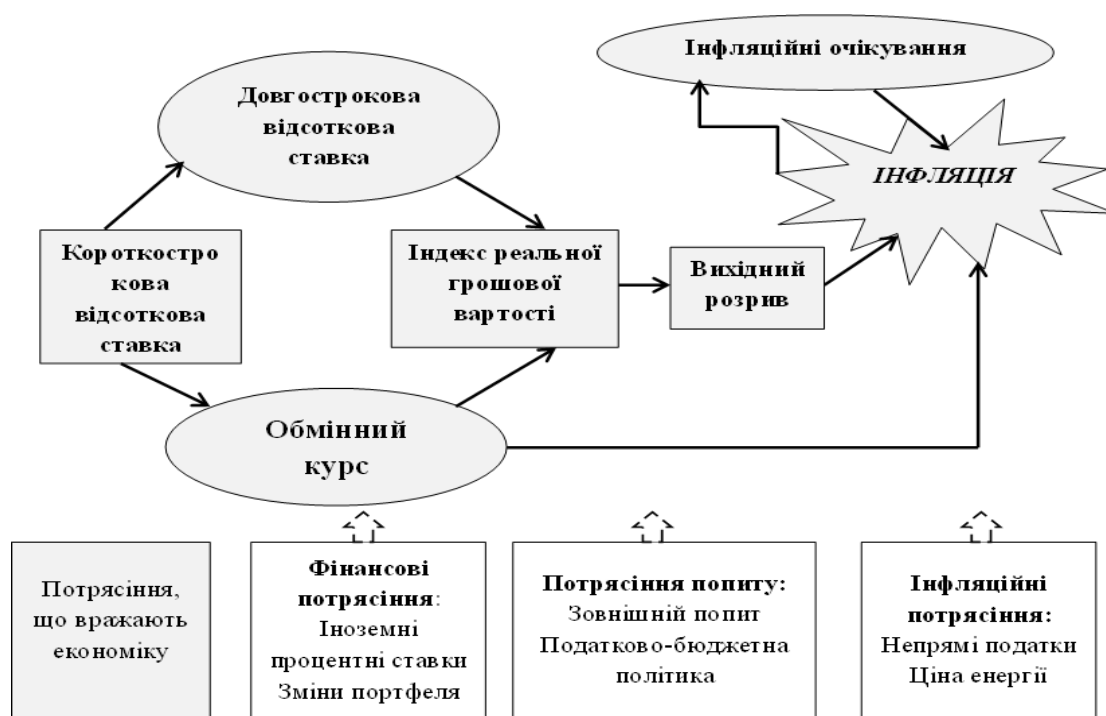 Інфляційні очікування
Довгострокова
відсоткова
ставка
ІНФЛЯЦІЯ
Короткостро
кова
відсоткова
ставка
Індекс реальної
грошової
вартості
Вихідний
розрив
Обмінний
курс
Потрясіння,
що вражають
економіку
Фінансові
потрясіння:
Іноземні
процентні ставки
Зміни портфеля
Потрясіння попиту:
Зовнішній попит
Податково-бюджетна
політика
Інфляційні
потрясіння:
Непрямі податки
Ціна енергії